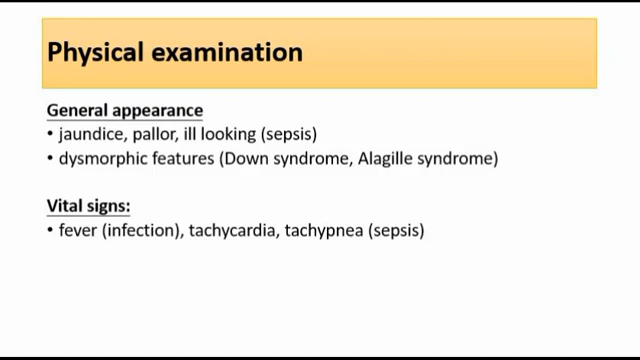 Physical examination
General appearance
• jaundice, pallor, ill looking (sepsis)
• dysmorphic features (Down syndrome, Alagille syndrome)
Vital signs:
• fever (infection), tachycardia, tachypnea (sepsis)